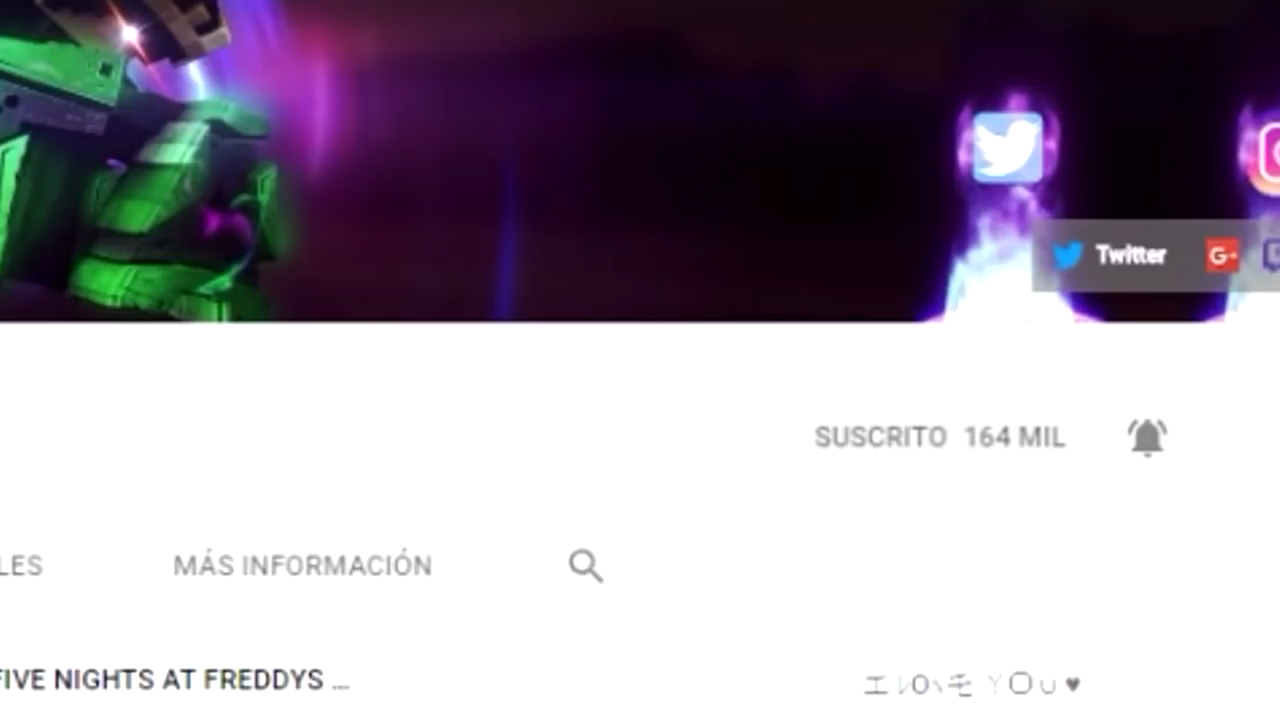 Twitter
SUSCRITO 164 MIL
LES MÁS INFORMACIÓN
FIVE NIGHTS AT FREDDYS ...